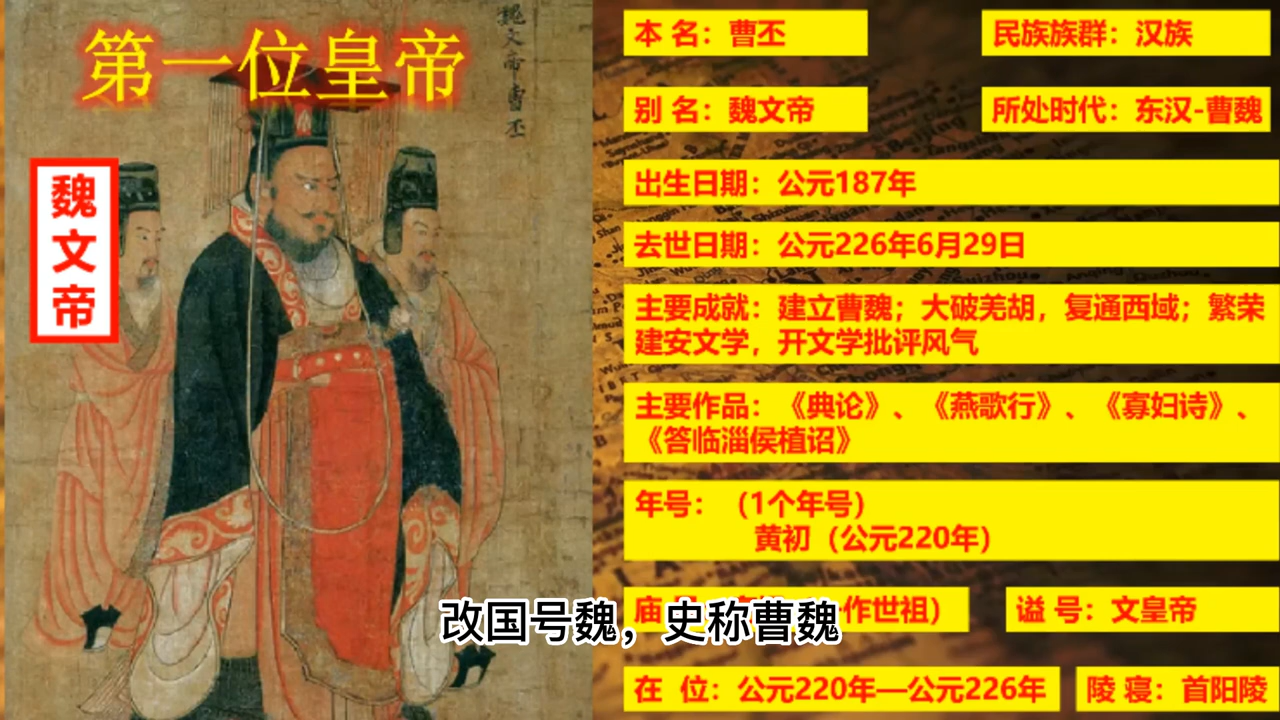 第一位皇帝
魏文帝曹丕
魏文帝
本 名：曹丕
民族族群：汉族
别 名：魏文帝
所处时代：东汉-曹魏
出生日期：公元187年
去世日期：公元226年6月29日
主要成就：建立曹魏；大破羌胡，复通西域；繁荣
建安文学，开文学批评风气
主要作品：《典论》、《燕歌行》、《寡妇诗》、
《答临淄侯植诏》
年号：（1个年号）
黄初（公元220年）
庙 作世祖）
谥 号：文皇帝
改国号魏，史称曹魏
在 位：公元220年—公元226年
陵 寝：首阳陵